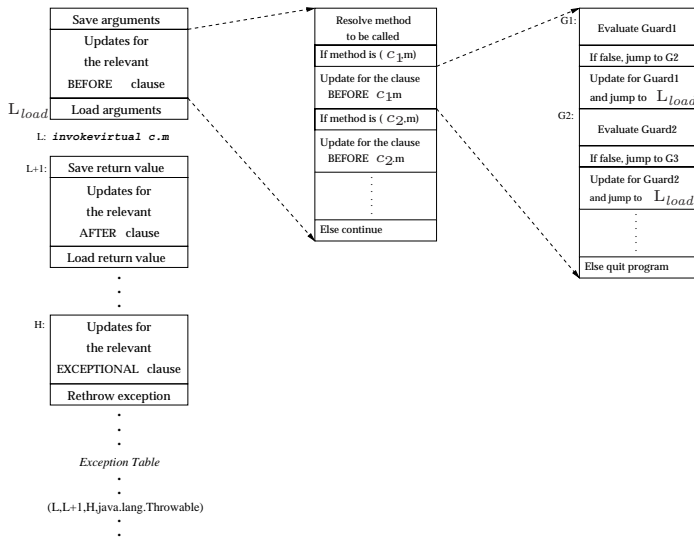 Save arguments
Updates for
the relevant
BEFORE clause
L_load
Load arguments
L: invokevirtual c.m
L+1:
Save return value
Updates for
the relevant
AFTER clause
Load return value
H:
Updates for
the relevant
EXCEPTIONAL clause
Rethrow exception
Exception Table
(L,L+1,H,java.lang.Throwable)
Resolve method
to be called
If method is ( c1.m)
Update for the clause
BEFORE c1.m
If method is ( c2.m)
Update for the clause
BEFORE c2.m
Else continue
G1:
Evaluate Guard1
If false, jump to G2
Update for Guard1
and jump to L_load
G2:
Evaluate Guard2
If false, jump to G3
Update for Guard2
and jump to L_load
Else quit program